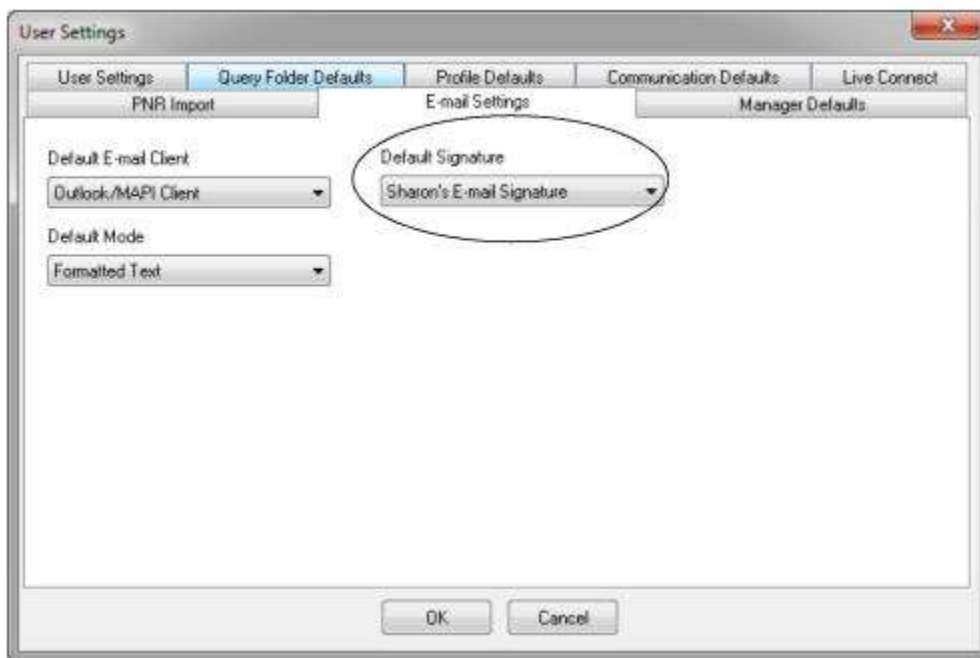 User Settings
User Settings Query Folder Defaults Profile Defaults Communication Defaults Live Connect
PNR Import E-mail Settings Manager Defaults
Default E-mail Client Default Signature
Outlook/MAPI Client Sharon's E-mail Signature
Default Mode
Formatted Text
OK Cancel